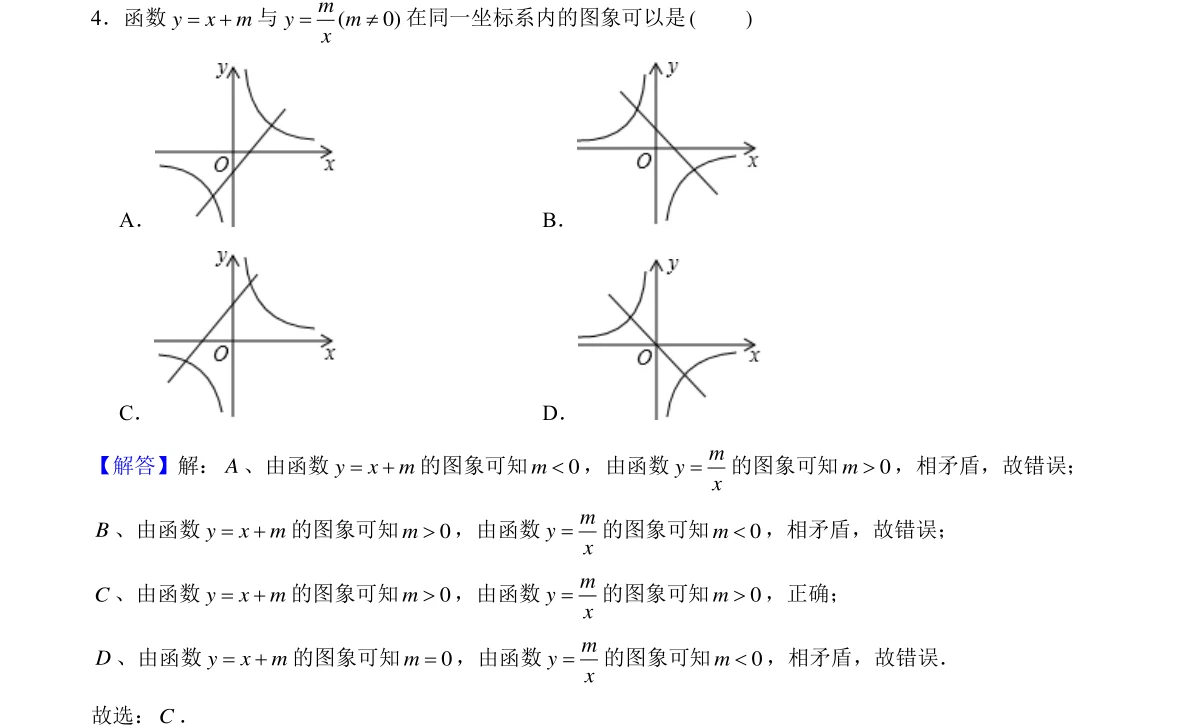 4．函数 y = x + m 与 y = m/x (m ≠ 0) 在同一坐标系内的图象可以是(　　)
y
O
x
A．
y
O
x
B．
y
O
x
C．
y
O
x
D．
【解答】解：A、由函数 y = x + m 的图象可知 m < 0，由函数 y = m/x 的图象可知 m > 0，相矛盾，故错误；
B、由函数 y = x + m 的图象可知 m > 0，由函数 y = m/x 的图象可知 m < 0，相矛盾，故错误；
C、由函数 y = x + m 的图象可知 m > 0，由函数 y = m/x 的图象可知 m > 0，正确；
D、由函数 y = x + m 的图象可知 m = 0，由函数 y = m/x 的图象可知 m < 0，相矛盾，故错误．
故选：C．